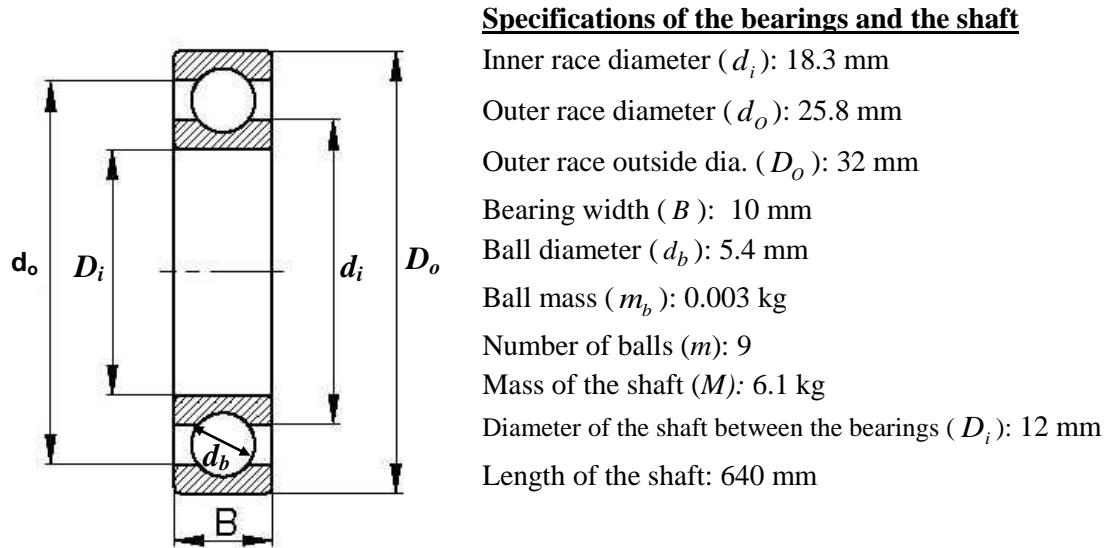 Specifications of the bearings and the shaft
Inner race diameter ( d_i ): 18.3 mm
Outer race diameter ( d_o ): 25.8 mm
Outer race outside dia. ( D_o ): 32 mm
Bearing width ( B ): 10 mm
Ball diameter ( d_b ): 5.4 mm
Ball mass ( m_b ): 0.003 kg
Number of balls (m): 9
Mass of the shaft (M): 6.1 kg
Diameter of the shaft between the bearings ( D_i ): 12 mm
Length of the shaft: 640 mm
d_o
D_i
d_i
D_o
d_b
B